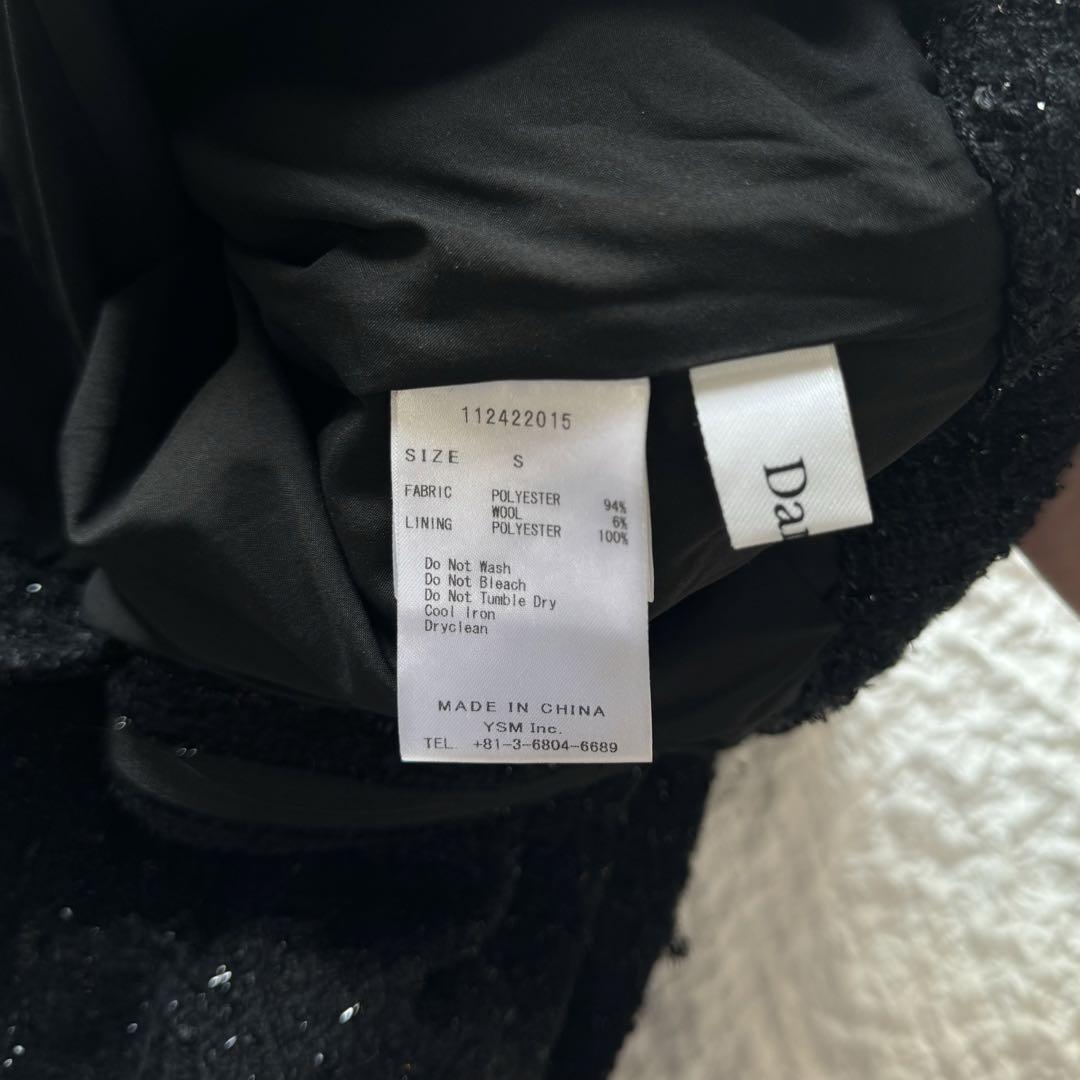 112422015
SIZE S
FABRIC POLYESTER 94%
WOOL 6%
LINING POLYESTER 100%
Do Not Wash
Do Not Bleach
Do Not Tumble Dry
Cool Iron
Dryclean
MADE IN CHINA
YSM Inc.
TEL. +81-3-6804-6689